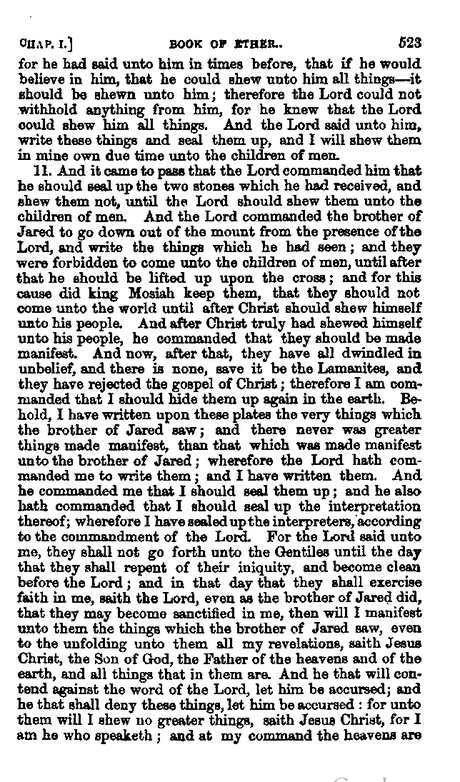 CHAP. I.] BOOK OF ETHER. 523
for he had said unto him in times before, that if he would
believe in him, that he could shew unto him all things—it
should be shewn unto him; therefore the Lord could not
withhold anything from him, for he knew that the Lord
could shew him all things. And the Lord said unto him,
write these things and seal them up, and I will shew them
in mine own due time unto the children of men.
11. And it came to pass that the Lord commanded him that
he should seal up the two stones which he had received, and
shew them not, until the Lord should shew them unto the
children of men. And the Lord commanded the brother of
Jared to go down out of the mount from the presence of the
Lord, and write the things which he had seen; and they
were forbidden to come unto the children of men, until after
that he should be lifted up upon the cross; and for this
cause did king Mosiah keep them, that they should not
come unto the world until after Christ should shew himself
unto his people. And after Christ truly had shewed himself
unto his people, he commanded that they should be made
manifest. And now, after that, they have all dwindled in
unbelief, and there is none, save it be the Lamanites, and
they have rejected the gospel of Christ; therefore I am com-
manded that I should hide them up again in the earth. Be-
hold, I have written upon these plates the very things which
the brother of Jared saw; and there never was greater
things made manifest, than that which was made manifest
unto the brother of Jared; wherefore the Lord hath com-
manded me to write them; and I have written them. And
he commanded me that I should seal them up; and he also
hath commanded that I should seal up the interpretation
thereof; wherefore I have sealed up the interpreters, according
to the commandment of the Lord. For the Lord said unto
me, they shall not go forth unto the Gentiles until the day
that they shall repent of their iniquity, and become clean
before the Lord; and in that day that they shall exercise
faith in me, saith the Lord, even as the brother of Jared did,
that they may become sanctified in me, then will I manifest
unto them the things which the brother of Jared saw, even
to the unfolding unto them all my revelations, saith Jesus
Christ, the Son of God, the Father of the heavens and of the
earth, and all things that in them are. And he that will con-
tend against the word of the Lord, let him be accursed; and
he that shall deny these things, let him be accursed: for unto
them will I shew no greater things, saith Jesus Christ, for I
am he who speaketh; and at my command the heavens are